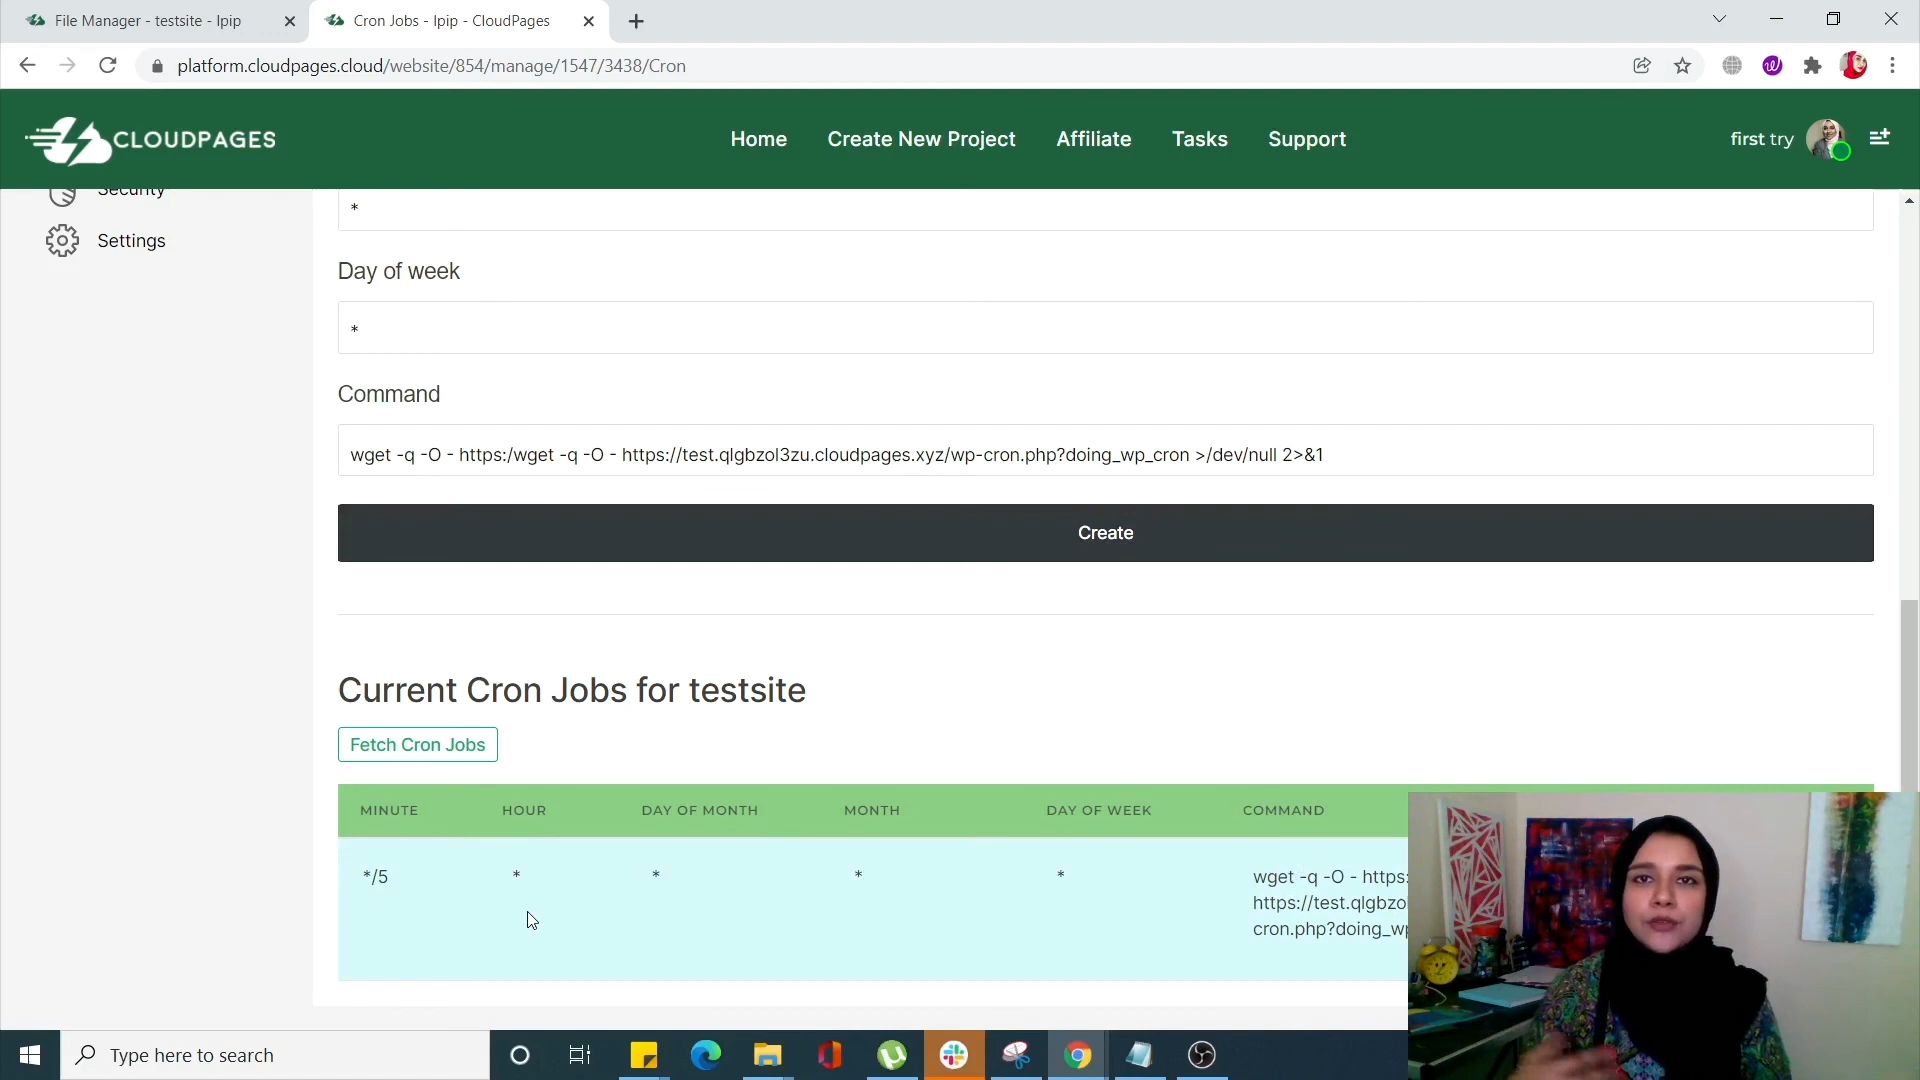 File Manager - testsite - Ipip
Cron Jobs - Ipip - CloudPages
platform.cloudpages.cloud/website/854/manage/1547/3438/Cron
CLOUDPAGES
Home
Create New Project
Affiliate
Tasks
Support
first try
Security
Settings
*
Day of week
*
Command
wget -q -O - https:/wget -q -O - https://test.qlgbzol3zu.cloudpages.xyz/wp-cron.php?doing_wp_cron >/dev/null 2>&1
Create
Current Cron Jobs for testsite
Fetch Cron Jobs
MINUTE HOUR DAY OF MONTH MONTH DAY OF WEEK COMMAND
*/5 * * * * wget -q -O - https:
https://test.qlgbzo
cron.php?doing_wp
Type here to search